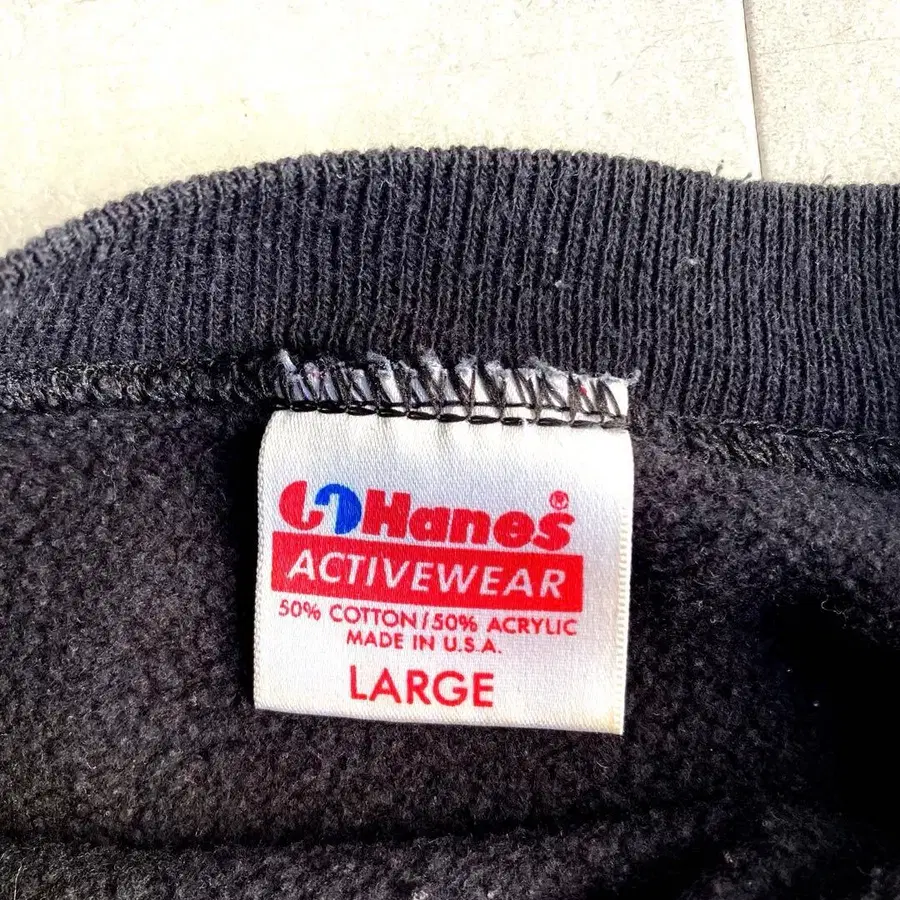 Hanes®
ACTIVEWEAR
50% COTTON/50% ACRYLIC
MADE IN U.S.A.
LARGE